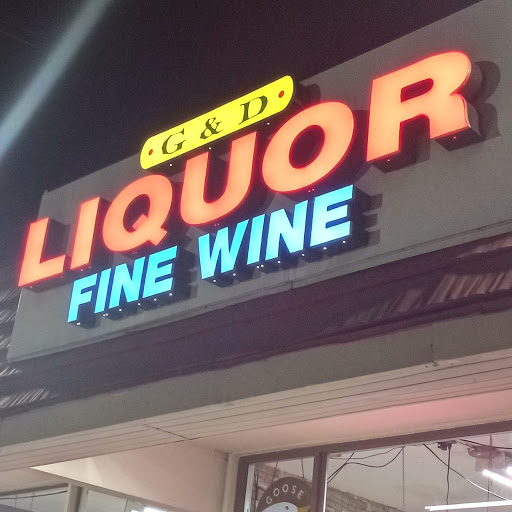 G & D
LIQUOR
FINE WINE
GOOSE